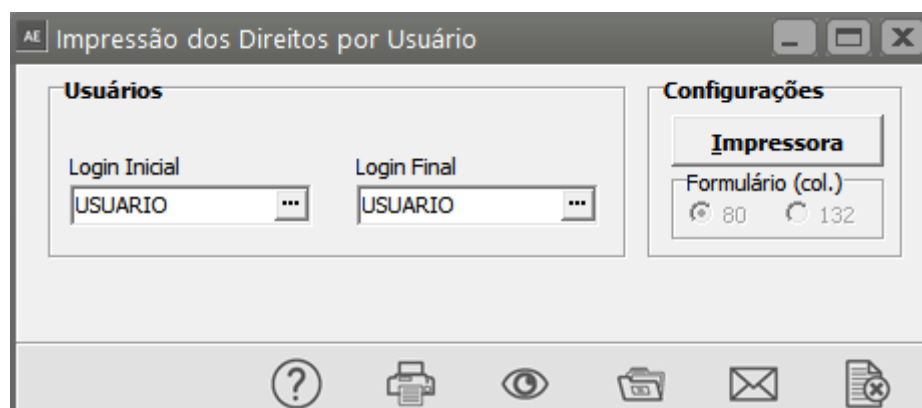 AE Impressão dos Direitos por Usuário
Usuários
Login Inicial
USUARIO ...
Login Final
USUARIO ...
Configurações
Impressora
Formulário (col.)
80 132
?